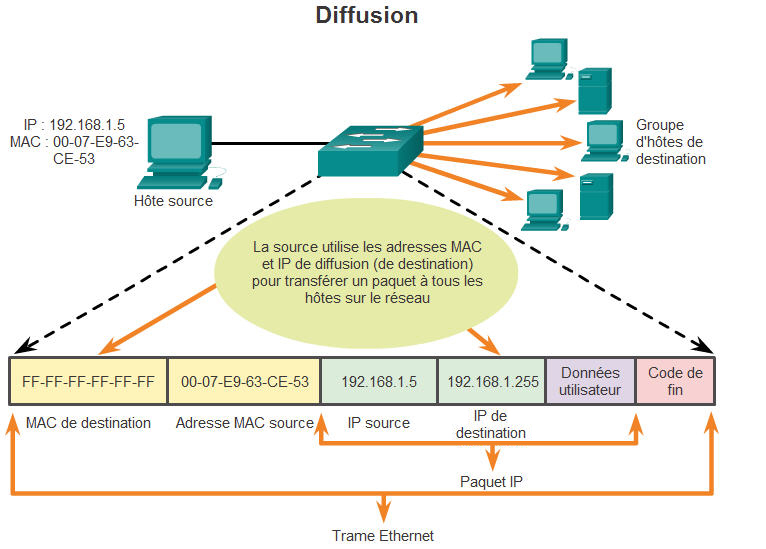 Diffusion
IP : 192.168.1.5
MAC : 00-07-E9-63-
CE-53
Hôte source
Groupe
d'hôtes de
destination
La source utilise les adresses MAC
et IP de diffusion (de destination)
pour transférer un paquet à tous les
hôtes sur le réseau
FF-FF-FF-FF-FF-FF
00-07-E9-63-CE-53
192.168.1.5
192.168.1.255
Données
utilisateur
Code de
fin
MAC de destination
Adresse MAC source
IP source
IP de
destination
Paquet IP
Trame Ethernet